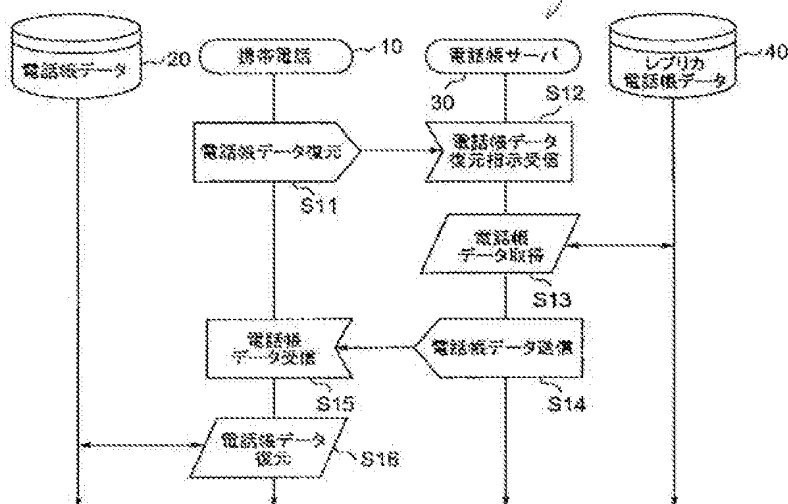 電話帳データ
20
携帯電話
10
電話帳サーバ
30
レプリカ
電話帳データ
40
電話帳データ復元
S11
S12
電話帳データ
復元指示受信
電話帳
データ取得
S13
電話帳データ送信
S14
電話帳
データ受信
S15
電話帳データ
復元
S16